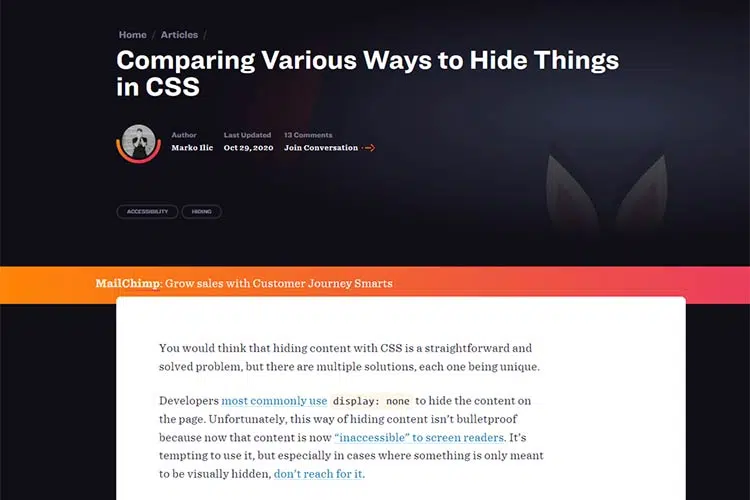 Home / Articles /
Comparing Various Ways to Hide Things
in CSS
Author
Marko Ilic
Last Updated
Oct 29, 2020
13 Comments
Join Conversation
ACCESSIBILITY
HIDING
MailChimp: Grow sales with Customer Journey Smarts
You would think that hiding content with CSS is a straightforward and
solved problem, but there are multiple solutions, each one being unique.
Developers most commonly use display: none to hide the content on
the page. Unfortunately, this way of hiding content isn't bulletproof
because now that content is now “inaccessible” to screen readers. It's
tempting to use it, but especially in cases where something is only meant
to be visually hidden, don't reach for it.